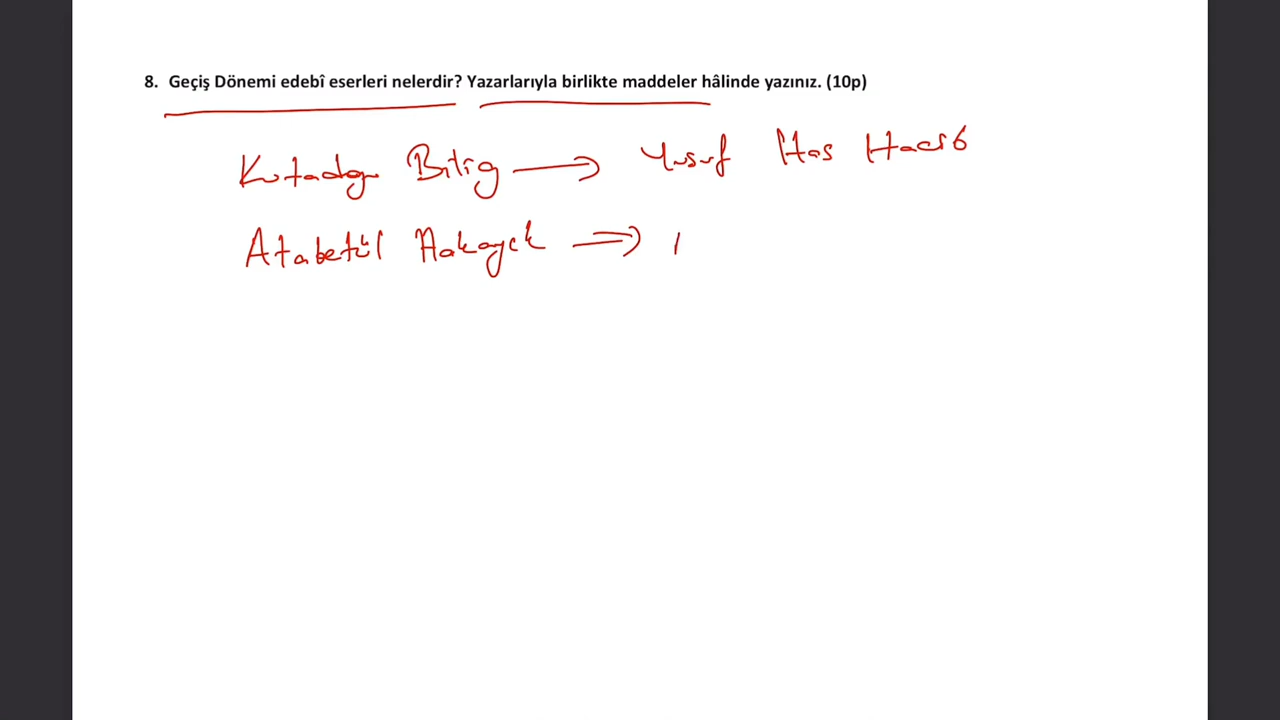 8. Geçiş Dönemi edebî eserleri nelerdir? Yazarlarıyla birlikte maddeler hâlinde yazınız. (10p)
Kutadgu Bilig → Yusuf Has Hacib
Atabetül Hakayık →